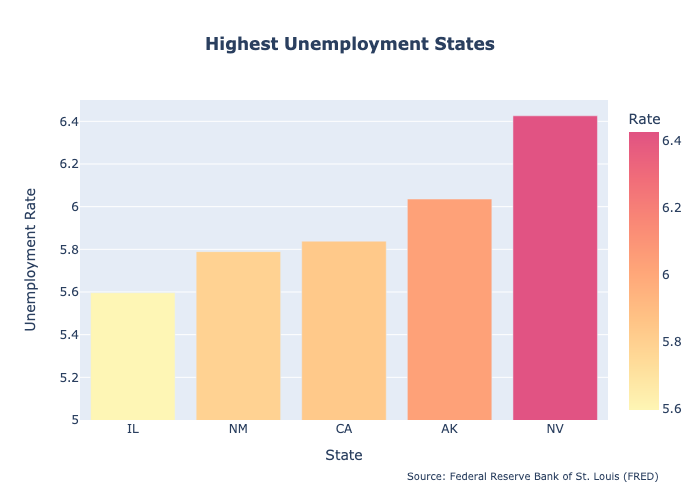 Highest Unemployment States
Unemployment Rate
6.4
6.2
6
5.8
5.6
5.4
5.2
5
IL NM CA AK NV
State
Rate
6.4
6.2
6
5.8
5.6
Source: Federal Reserve Bank of St. Louis (FRED)